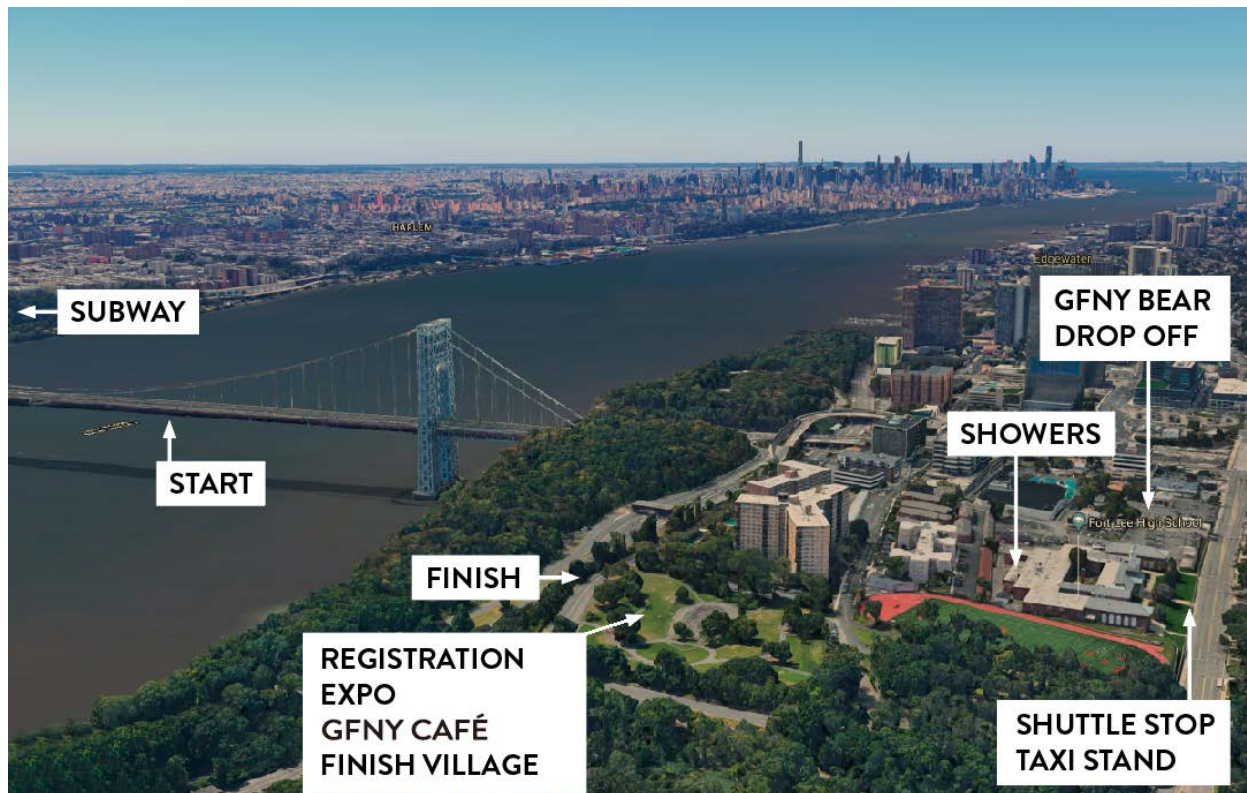 HARLEM
Edgewater
SUBWAY
GFNY BEAR
DROP OFF
SHOWERS
START
Fort Lee High School
FINISH
REGISTRATION
EXPO
GFNY CAFÉ
FINISH VILLAGE
SHUTTLE STOP
TAXI STAND